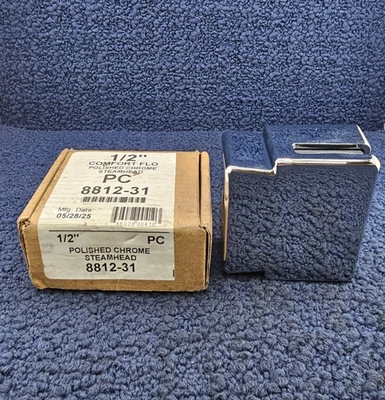 1/2"
COMFORT FLO
POLISHED CHROME
STEAMHEAD
PC
8812-31
Mfg. Date:
05/28/25
1/2" PC
POLISHED CHROME
STEAMHEAD
8812-31